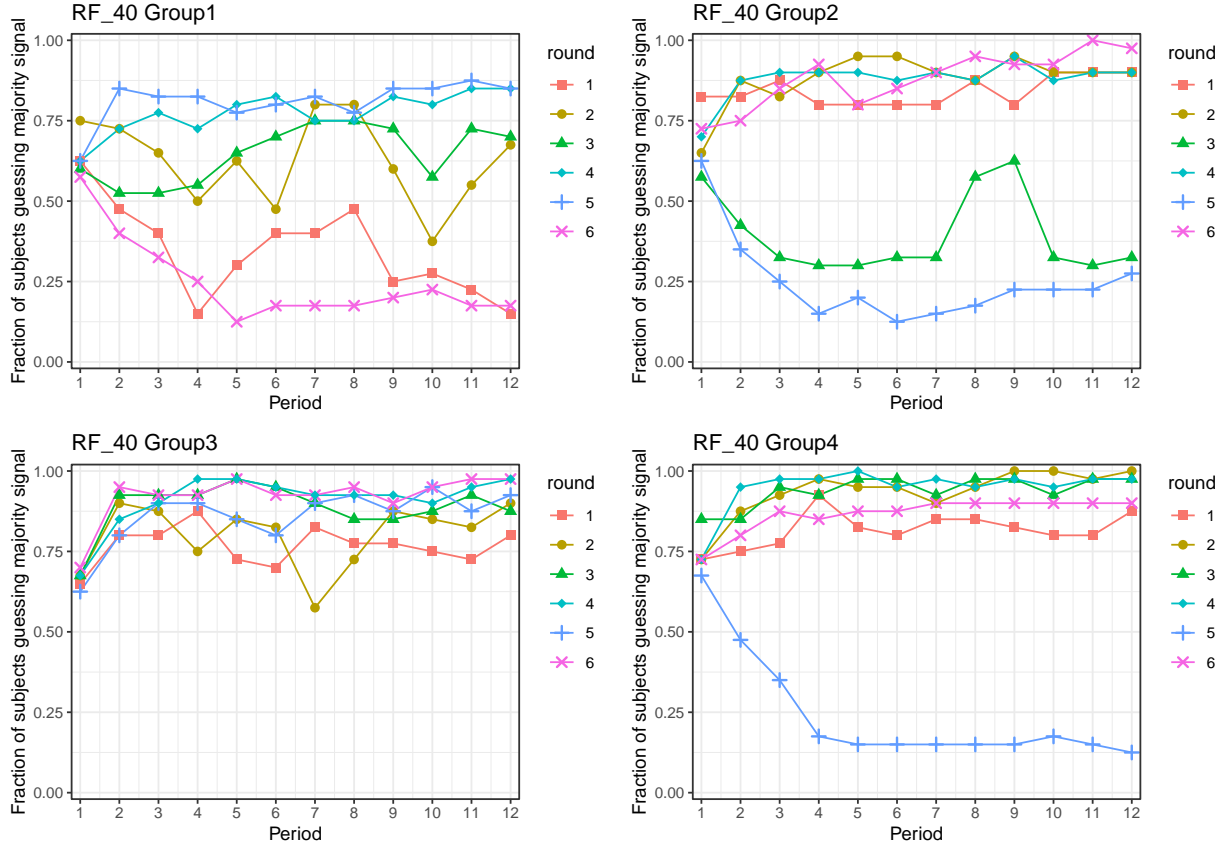 RF_40 Group1
Fraction of subjects guessing majority signal
1.00
0.75
0.50
0.25
0.00
1 2 3 4 5 6 7 8 9 10 11 12
Period
round
1
2
3
4
5
6
RF_40 Group2
Fraction of subjects guessing majority signal
1.00
0.75
0.50
0.25
0.00
1 2 3 4 5 6 7 8 9 10 11 12
Period
round
1
2
3
4
5
6
RF_40 Group3
Fraction of subjects guessing majority signal
1.00
0.75
0.50
0.25
0.00
1 2 3 4 5 6 7 8 9 10 11 12
Period
round
1
2
3
4
5
6
RF_40 Group4
Fraction of subjects guessing majority signal
1.00
0.75
0.50
0.25
0.00
1 2 3 4 5 6 7 8 9 10 11 12
Period
round
1
2
3
4
5
6